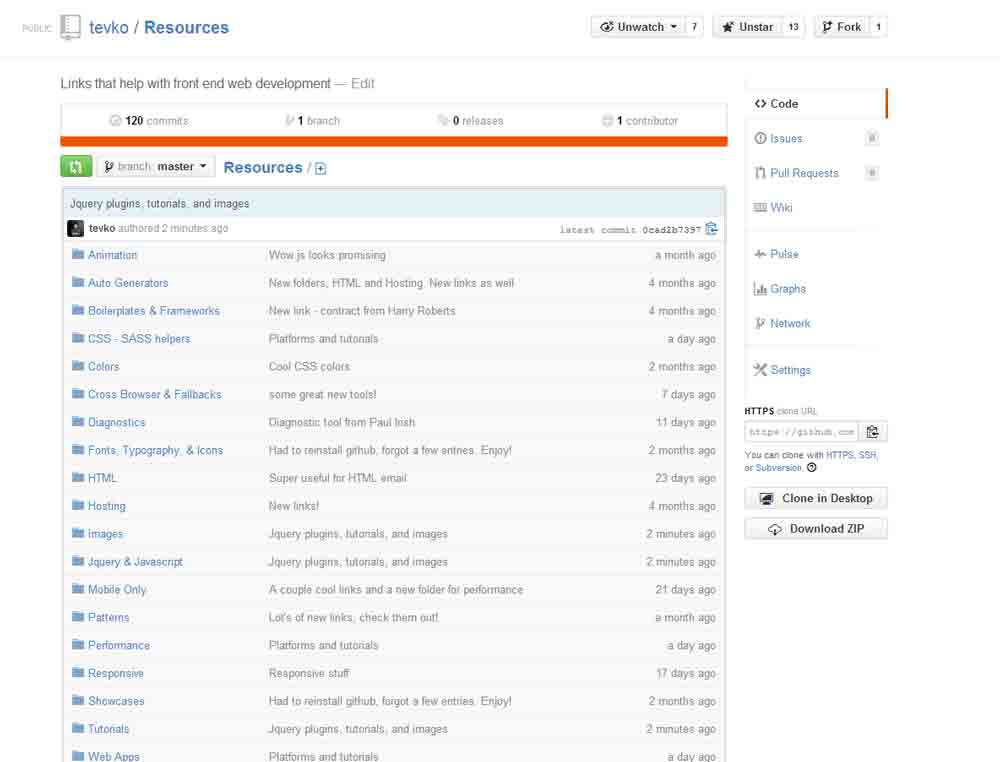 PUBLIC tevko / Resources Unwatch 7 Unstar 13 Fork 1
Links that help with front end web development — Edit
120 commits 1 branch 0 releases 1 contributor
branch: master Resources /
Jquery plugins, tutorials, and images
tevko authored 2 minutes ago latest commit 0cad2b7397
Animation Wow.js looks promising a month ago
Auto Generators New folders, HTML and Hosting. New links as well 4 months ago
Boilerplates & Frameworks New link - contract from Harry Roberts 4 months ago
CSS - SASS helpers Platforms and tutorials a day ago
Colors Cool CSS colors 2 months ago
Cross Browser & Fallbacks some great new tools! 7 days ago
Diagnostics Diagnostic tool from Paul Irish 11 days ago
Fonts, Typography, & Icons Had to reinstall github, forgot a few entries. Enjoy! 2 months ago
HTML Super useful for HTML email 23 days ago
Hosting New links! 4 months ago
Images Jquery plugins, tutorials, and images 2 minutes ago
Jquery & Javascript Jquery plugins, tutorials, and images 2 minutes ago
Mobile Only A couple cool links and a new folder for performance 21 days ago
Patterns Lot's of new links, check them out! a month ago
Performance Platforms and tutorials a day ago
Responsive Responsive stuff 17 days ago
Showcases Had to reinstall github, forgot a few entries. Enjoy! 2 months ago
Tutorials Jquery plugins, tutorials, and images 2 minutes ago
Web Apps Platforms and tutorials a day ago
<> Code
Issues
Pull Requests
Wiki
Pulse
Graphs
Network
Settings
HTTPS clone URL
https://github.com
You can clone with HTTPS, SSH,
or Subversion.
Clone in Desktop
Download ZIP